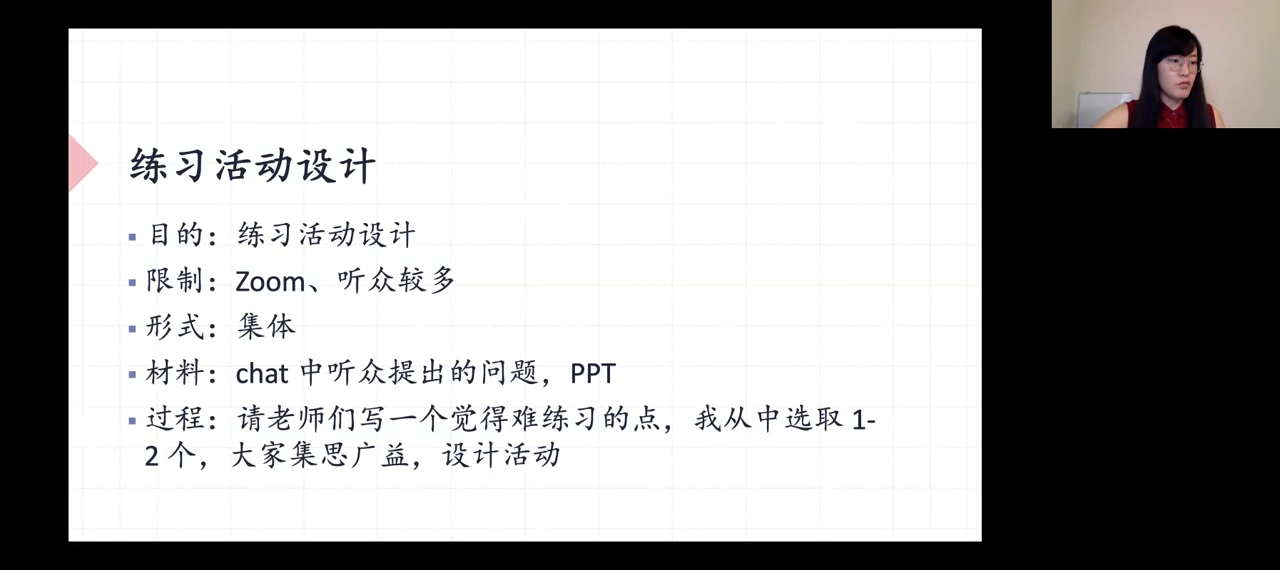 练习活动设计
目的：练习活动设计
限制：Zoom、听众较多
形式：集体
材料：chat 中听众提出的问题，PPT
过程：请老师们写一个觉得难练习的点，我从中选取 1-
2 个，大家集思广益，设计活动